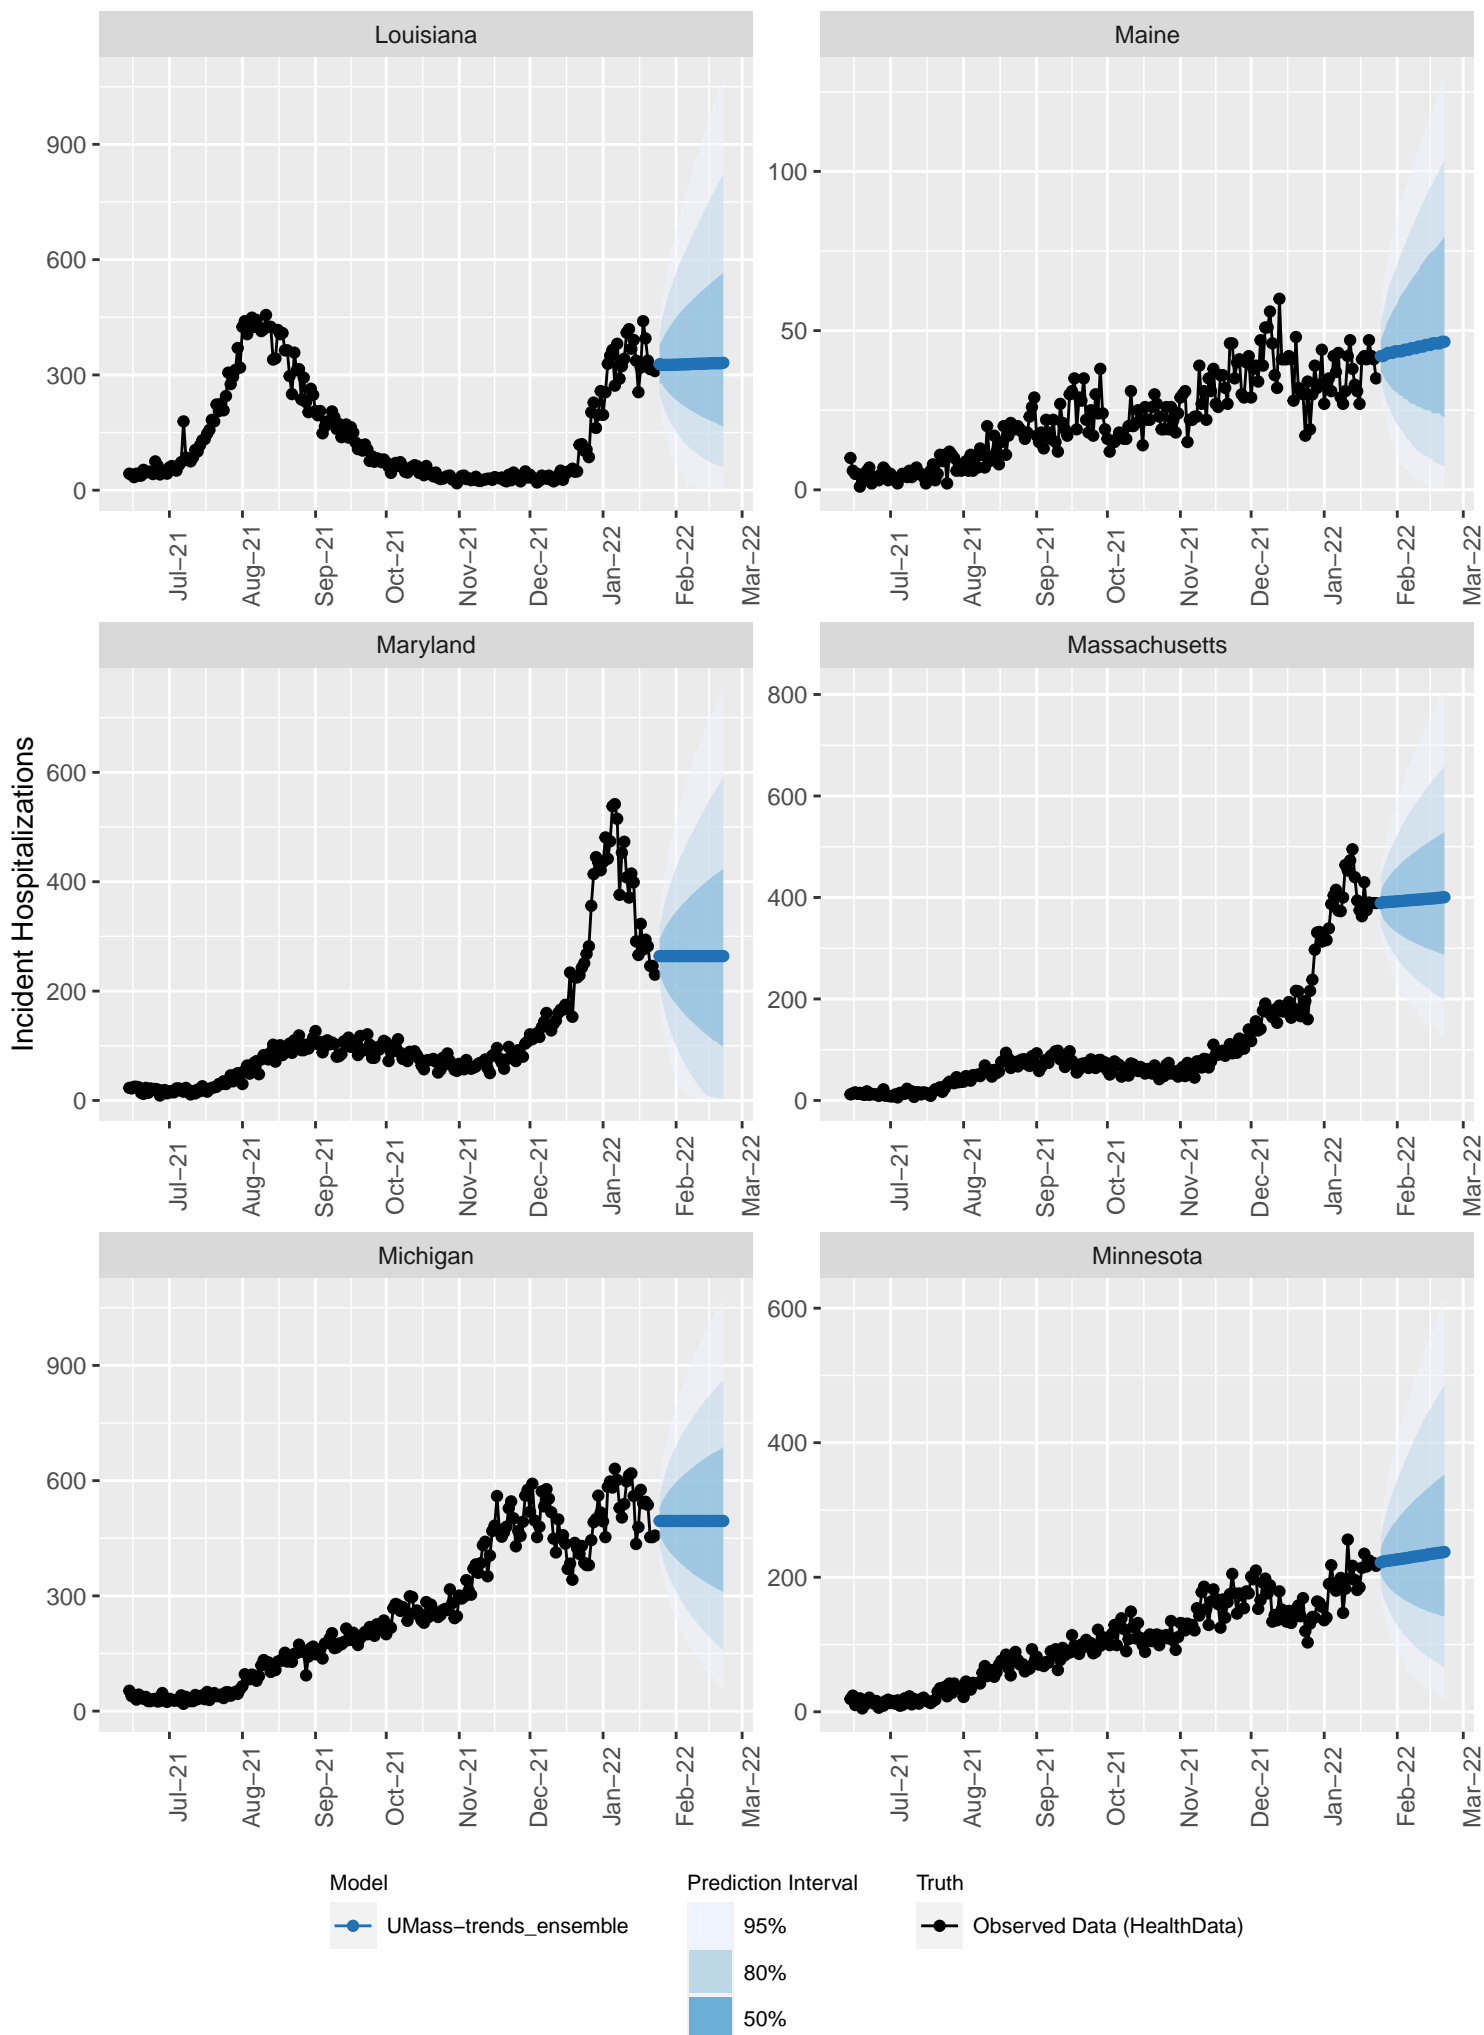 Louisiana
Maine
900
600
300
0
100
50
0
Jul–21
Aug–21
Sep–21
Oct–21
Nov–21
Dec–21
Jan–22
Feb–22
Mar–22
Jul–21
Aug–21
Sep–21
Oct–21
Nov–21
Dec–21
Jan–22
Feb–22
Mar–22
Maryland
Massachusetts
Incident Hospitalizations
600
400
200
0
800
600
400
200
0
Jul–21
Aug–21
Sep–21
Oct–21
Nov–21
Dec–21
Jan–22
Feb–22
Mar–22
Jul–21
Aug–21
Sep–21
Oct–21
Nov–21
Dec–21
Jan–22
Feb–22
Mar–22
Michigan
Minnesota
900
600
300
0
600
400
200
0
Jul–21
Aug–21
Sep–21
Oct–21
Nov–21
Dec–21
Jan–22
Feb–22
Mar–22
Jul–21
Aug–21
Sep–21
Oct–21
Nov–21
Dec–21
Jan–22
Feb–22
Mar–22
Model
UMass–trends_ensemble
Prediction Interval
95%
80%
50%
Truth
Observed Data (HealthData)